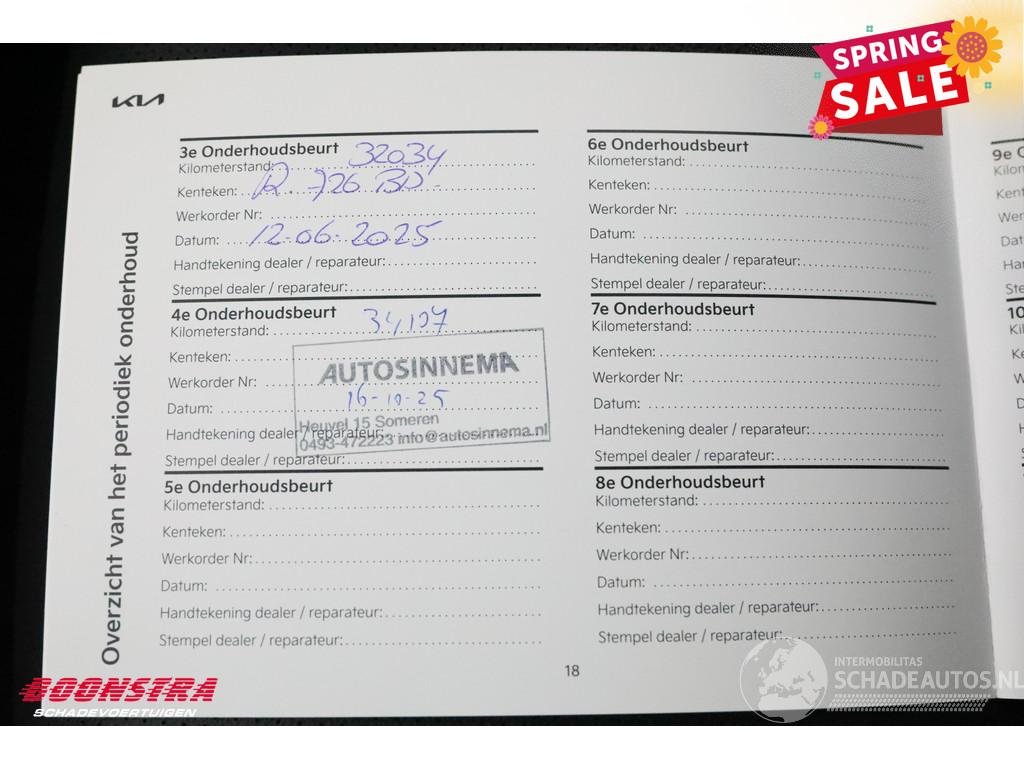 SPRING
SALE
KIA
Overzicht van het periodiek onderhoud
3e Onderhoudsbeurt
Kilometerstand: 32034
Kenteken: R.726 BD
Werkorder Nr:
Datum: 12-06-2025
Handtekening dealer / reparateur:
Stempel dealer / reparateur:
4e Onderhoudsbeurt
Kilometerstand: 34107
Kenteken:
Werkorder Nr:
Datum: 16-10-25
Handtekening dealer / reparateur:
Stempel dealer / reparateur:
AUTOSINNEMA
Heuvel 15 Someren
0493-472223 info@autosinnema.nl
5e Onderhoudsbeurt
Kilometerstand:
Kenteken:
Werkorder Nr:
Datum:
Handtekening dealer / reparateur:
Stempel dealer / reparateur:
6e Onderhoudsbeurt
Kilometerstand:
Kenteken:
Werkorder Nr:
Datum:
Handtekening dealer / reparateur:
Stempel dealer / reparateur:
7e Onderhoudsbeurt
Kilometerstand:
Kenteken:
Werkorder Nr:
Datum:
Handtekening dealer / reparateur:
Stempel dealer / reparateur:
8e Onderhoudsbeurt
Kilometerstand:
Kenteken:
Werkorder Nr:
Datum:
Handtekening dealer / reparateur:
Stempel dealer / reparateur:
18
BOONSTRA
SCHADEVOERTUIGEN
INTERMOBILITAS
SCHADEAUTOS.NL